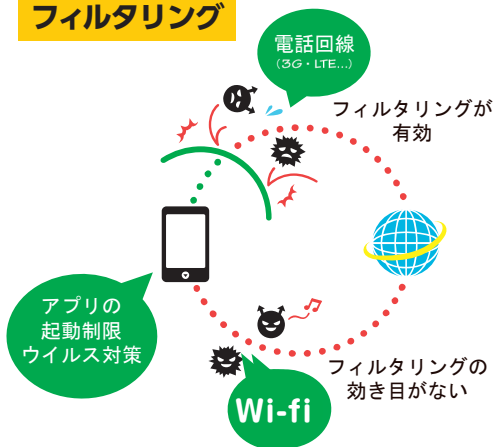 フィルタリング
電話回線
(3G・LTE...)
フィルタリングが
有効
アプリの
起動制限
ウイルス対策
フィルタリングの
効き目がない
Wi-fi